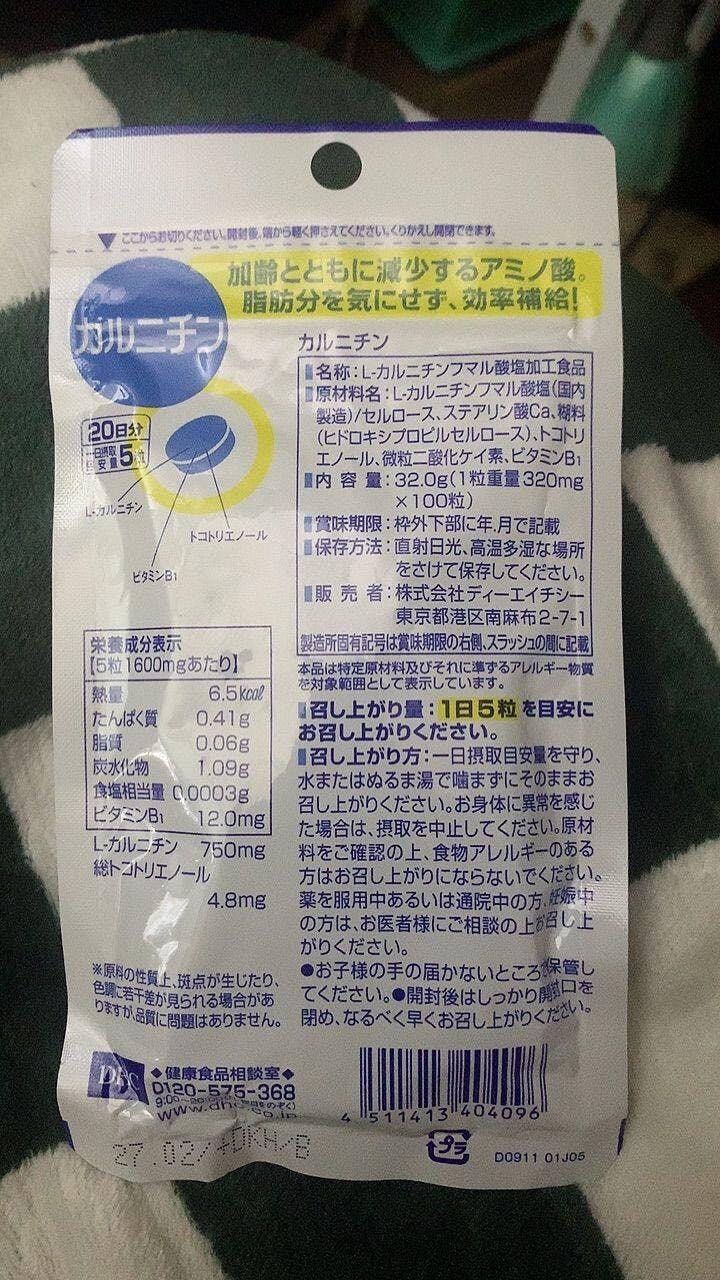 ▼ここからお切りください。開封後、端から軽く押さえてください。くりかえし開閉できます。
加齢とともに減少するアミノ酸。
脂肪分を気にせず、効率補給!
カルニチン
20日分
一日摂取
目安量5粒
L-カルニチン
トコトリエノール
ビタミンB1
カルニチン
名称:L-カルニチンフマル酸塩加工食品
原材料名:L-カルニチンフマル酸塩(国内
製造)/セルロース、ステアリン酸Ca、糊料
(ヒドロキシプロピルセルロース)、トコトリ
エノール、微粒二酸化ケイ素、ビタミンB1
内容量:32.0g(1粒重量320mg
×100粒)
賞味期限:枠外下部に年,月で記載
保存方法:直射日光、高温多湿な場所
をさけて保存してください。
販売者:株式会社ディーエイチシー
東京都港区南麻布2-7-1
製造所固有記号は賞味期限の右側、スラッシュの間に記載
本品は特定原材料及びそれに準ずるアレルギー物質
を対象範囲として表示しています。
栄養成分表示
【5粒1600mgあたり】
熱量 6.5kcal
たんぱく質 0.41g
脂質 0.06g
炭水化物 1.09g
食塩相当量 0.0003g
ビタミンB1 12.0mg
L-カルニチン 750mg
総トコトリエノール
4.8mg
※原料の性質上、斑点が生じたり、
色調に若干差が見られる場合があ
りますが、品質に問題はありません。
召し上がり量:1日5粒を目安に
お召し上がりください。
召し上がり方:一日摂取目安量を守り、
水またはぬるま湯で噛まずにそのままお
召し上がりください。お身体に異常を感じ
た場合は、摂取を中止してください。原材
料をご確認の上、食物アレルギーのある
方はお召し上がりにならないでください。
薬を服用中あるいは通院中の方、妊娠中
の方は、お医者様にご相談の上お召し上
がりください。
●お子様の手の届かないところで保管し
てください。●開封後はしっかり開封口を
閉め、なるべく早くお召し上がりください。
DHC
◆健康食品相談室◆
0120-575-368
www.dhc.co.jp
4 511413 404096
27.02/+DKH/B
プラ
D0911 01J05